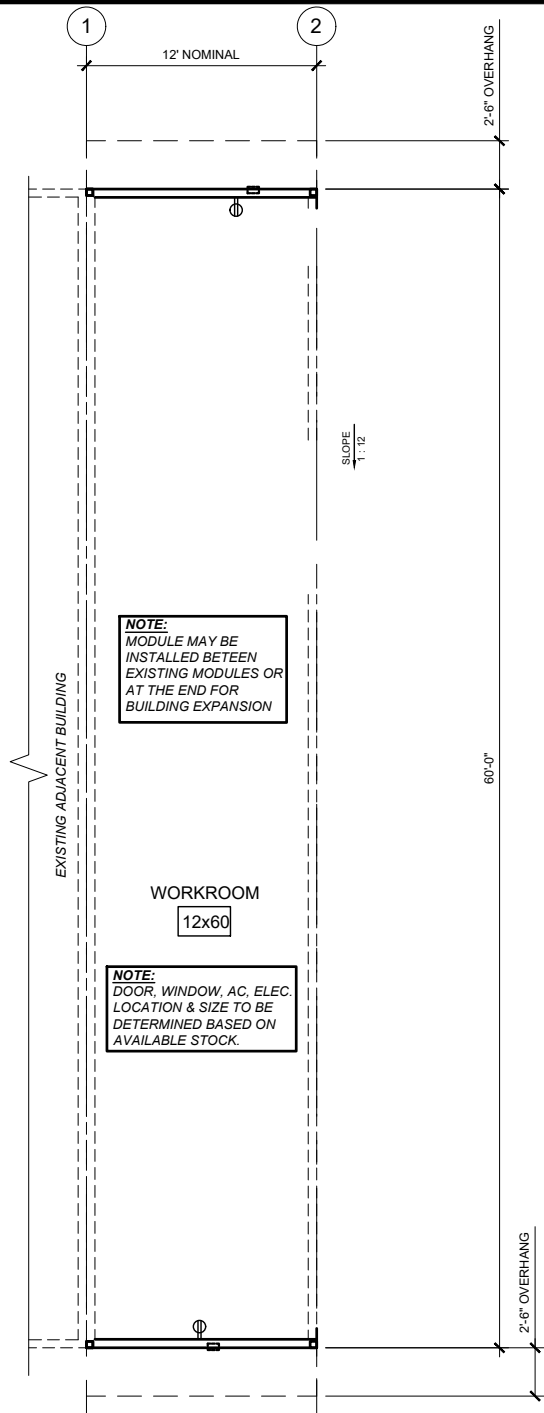 1
2
12' NOMINAL
2'-6" OVERHANG
SLOPE
1 : 12
NOTE:
MODULE MAY BE
INSTALLED BETEEN
EXISTING MODULES OR
AT THE END FOR
BUILDING EXPANSION
EXISTING ADJACENT BUILDING
60'-0"
WORKROOM
12x60
NOTE:
DOOR, WINDOW, AC, ELEC.
LOCATION & SIZE TO BE
DETERMINED BASED ON
AVAILABLE STOCK.
2'-6" OVERHANG